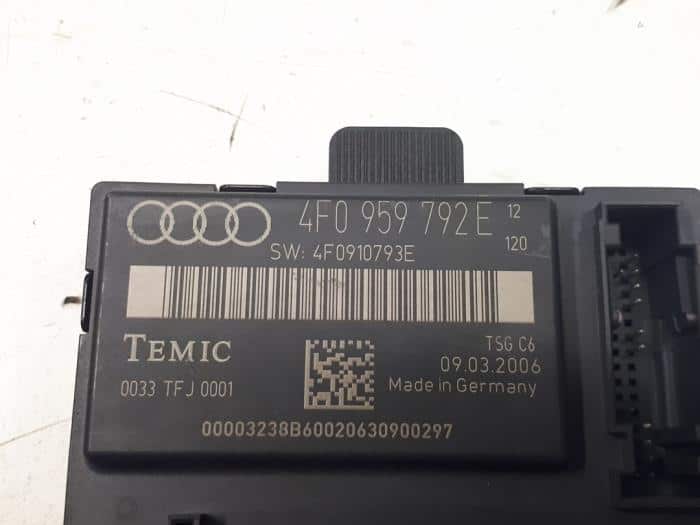 4F0 959 792 E 12
120
SW: 4F0910793E
TEMIC
TSG C6
09.03.2006
0033 TFJ 0001
Made in Germany
00003238B60020630900297